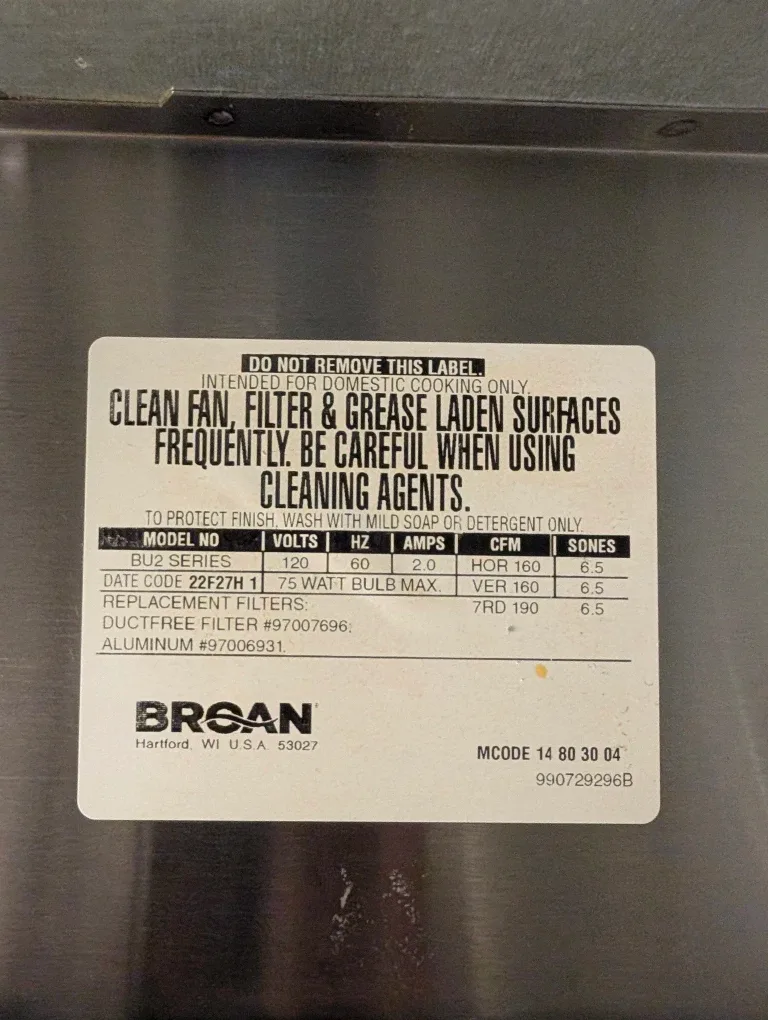 DO NOT REMOVE THIS LABEL.
INTENDED FOR DOMESTIC COOKING ONLY.
CLEAN FAN, FILTER & GREASE LADEN SURFACES
FREQUENTLY. BE CAREFUL WHEN USING
CLEANING AGENTS.
TO PROTECT FINISH, WASH WITH MILD SOAP OR DETERGENT ONLY.
MODEL NO VOLTS HZ AMPS CFM SONES
BU2 SERIES 120 60 2.0 HOR 160 6.5
DATE CODE 22F27H 1 75 WATT BULB MAX. VER 160 6.5
REPLACEMENT FILTERS: 7RD 190 6.5
DUCTFREE FILTER #97007696;
ALUMINUM #97006931.
BROAN
Hartford, WI U.S.A. 53027
MCODE 14 80 30 04
990729296B